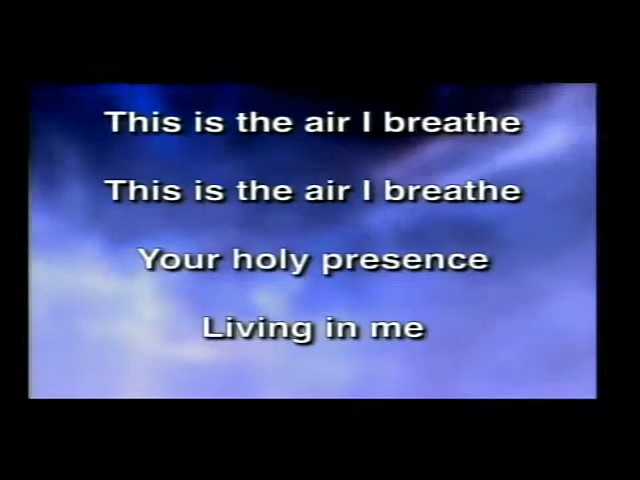 This is the air I breathe
This is the air I breathe
Your holy presence
Living in me